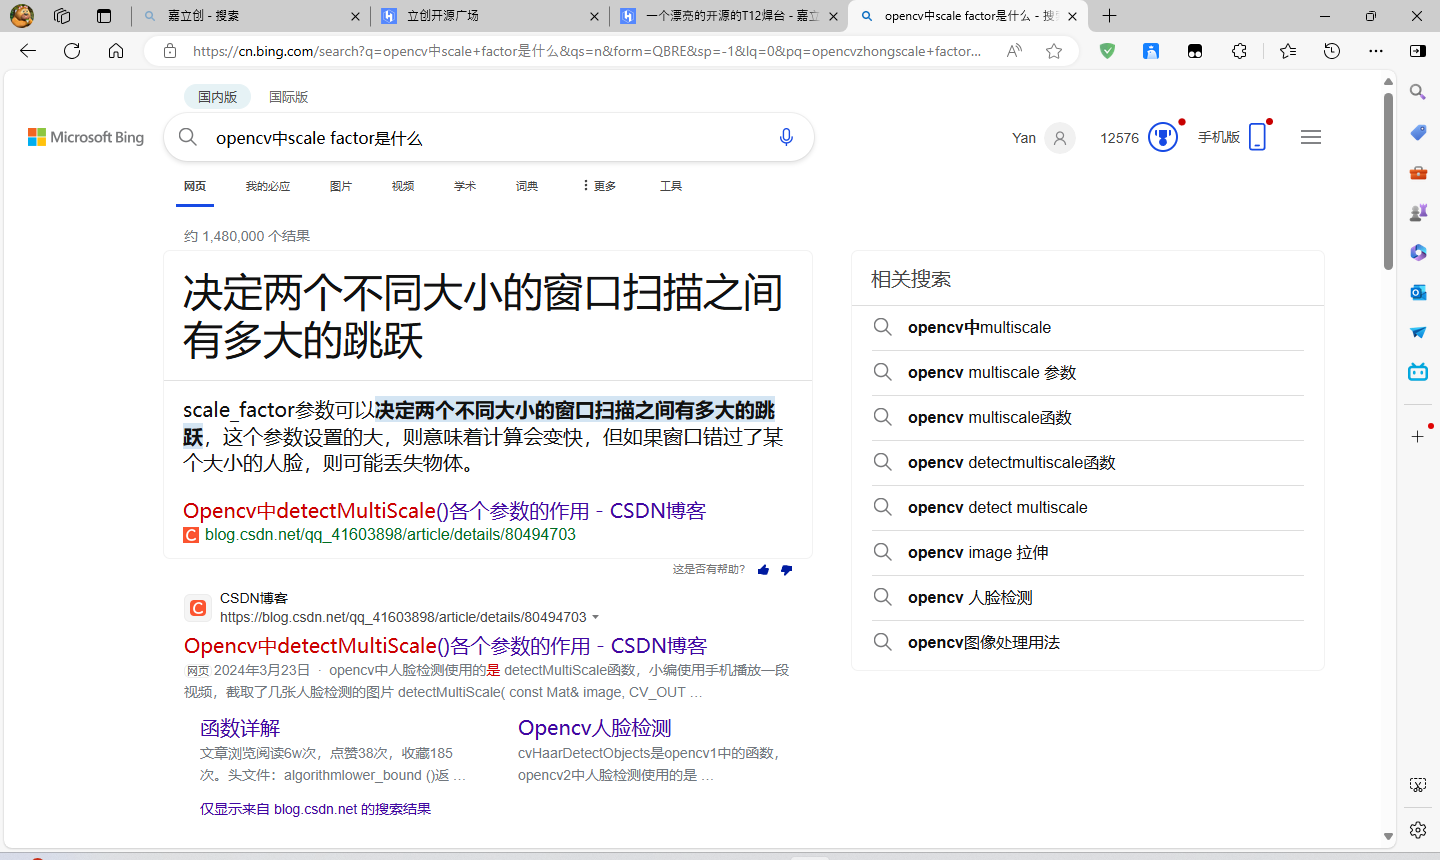 嘉立创 - 搜索
立创开源广场
一个漂亮的开源的T12焊台 - 嘉立
opencv中scale factor是什么 - 搜
https://cn.bing.com/search?q=opencv中scale+factor是什么&qs=n&form=QBRE&sp=-1&lq=0&pq=opencvzhongscale+factor...
国内版
国际版
Microsoft Bing
opencv中scale factor是什么
Yan
12576
手机版
网页
我的必应
图片
视频
学术
词典
更多
工具
约 1,480,000 个结果
决定两个不同大小的窗口扫描之间
有多大的跳跃
scale_factor参数可以决定两个不同大小的窗口扫描之间有多大的跳
跃，这个参数设置的大，则意味着计算会变快，但如果窗口错过了某
个大小的人脸，则可能丢失物体。
Opencv中detectMultiScale()各个参数的作用 - CSDN博客
blog.csdn.net/qq_41603898/article/details/80494703
这是否有帮助?
CSDN博客
https://blog.csdn.net/qq_41603898/article/details/80494703
Opencv中detectMultiScale()各个参数的作用 - CSDN博客
网页 2024年3月23日 · opencv中人脸检测使用的是 detectMultiScale函数，小编使用手机播放一段
视频，截取了几张人脸检测的图片 detectMultiScale( const Mat& image, CV_OUT …
函数详解
文章浏览阅读6w次，点赞38次，收藏185
次。头文件：algorithmlower_bound ()返 …
Opencv人脸检测
cvHaarDetectObjects是opencv1中的函数，
opencv2中人脸检测使用的是 …
仅显示来自 blog.csdn.net 的搜索结果
相关搜索
opencv中multiscale
opencv multiscale 参数
opencv multiscale函数
opencv detectmultiscale函数
opencv detect multiscale
opencv image 拉伸
opencv 人脸检测
opencv图像处理用法